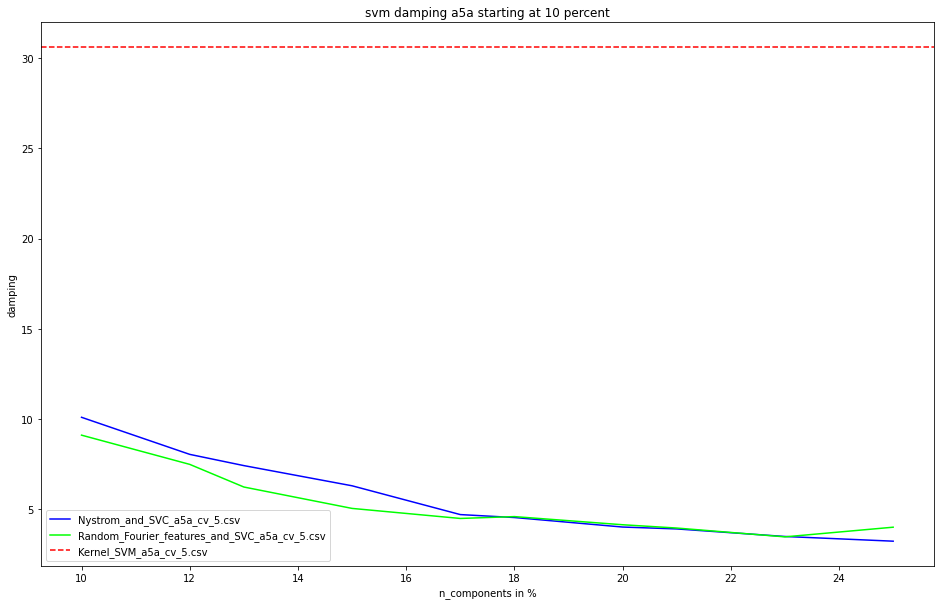 svm damping a5a starting at 10 percent
30
25
20
15
10
5
damping
Nystrom_and_SVC_a5a_cv_5.csv
Random_Fourier_features_and_SVC_a5a_cv_5.csv
Kernel_SVM_a5a_cv_5.csv
10 12 14 16 18 20 22 24
n_components in %